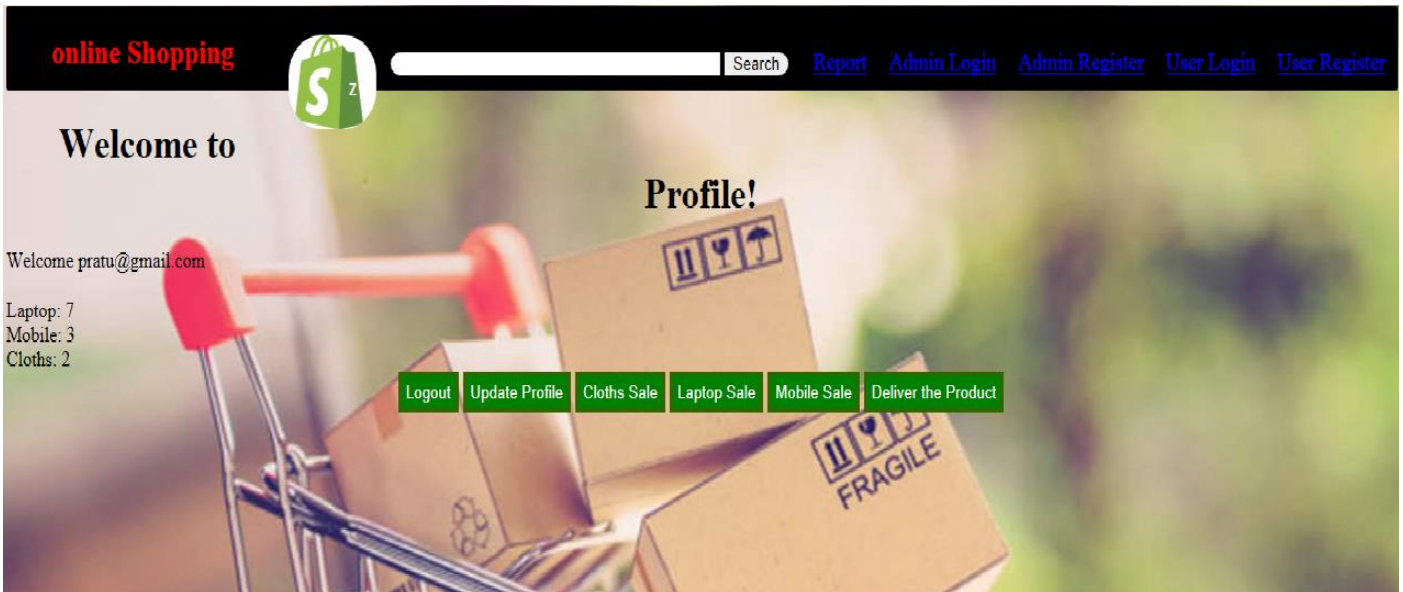 online Shopping
S Z
Search
Report Admin Login Admin Register User Login User Register
Welcome to
Profile!
Welcome pratu@gmail.com
Laptop: 7
Mobile: 3
Cloths: 2
Logout Update Profile Cloths Sale Laptop Sale Mobile Sale Deliver the Product
FRAGILE